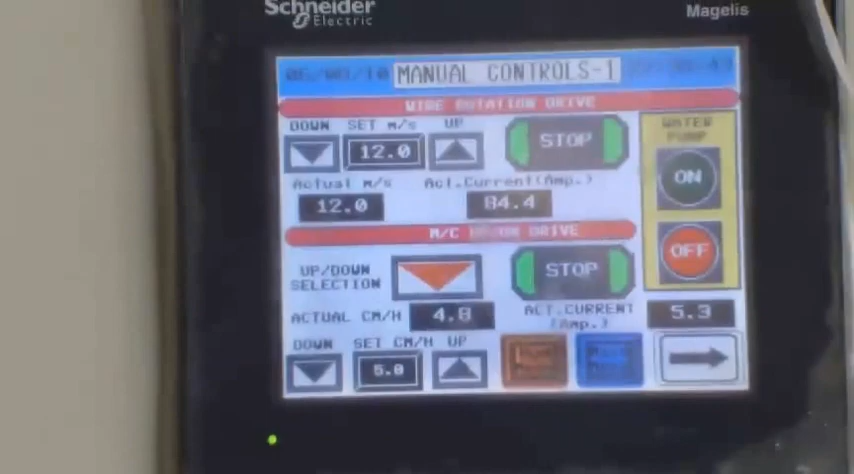 Schneider
Electric
Magelis
MANUAL CONTROLS-1
WIRE ROTATION DRIVE
DOWN SET m/s UP
WATER
PUMP
12.0
STOP
ON
Actual m/s Act.Current(Amp.)
12.0 84.4
M/C UP/DN DRIVE
OFF
UP/DOWN
SELECTION
STOP
ACTUAL CM/H 4.8 ACT.CURRENT
(Amp.) 5.3
DOWN SET CM/H UP
5.0